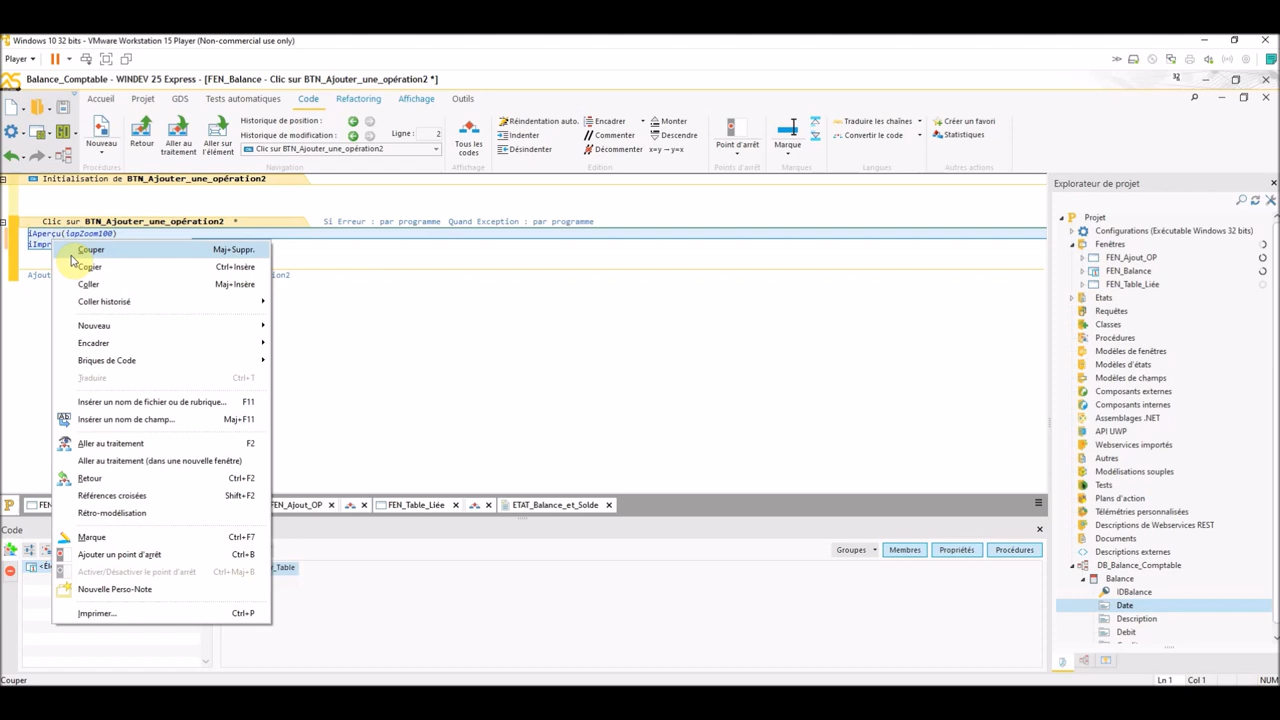 Windows 10 32 bits - VMware Workstation 15 Player (Non-commercial use only)
Player
Balance_Comptable - WINDEV 25 Express - [FEN_Balance - Clic sur BTN_Ajouter_une_opération2 *]
32
Accueil Projet GDS Tests automatiques Code Refactoring Affichage Outils
Nouveau
Retour
Aller au traitement
Aller sur l'élément
Historique de position :
Historique de modification :
Ligne : 2
Clic sur BTN_Ajouter_une_opération2
Navigation
Procédures
Tous les codes
Affichage
Réindentation auto.
Indenter
Désindenter
Encadrer
Commenter
Décommenter
Monter
Descendre
x=y→y=x
Edition
Point d'arrêt
Points d'arrêt
Marque
Marques
Traduire les chaînes
Convertir le code
Langues
Créer un favori
Statistiques
Autres actions
Initialisation de BTN_Ajouter_une_opération2
Clic sur BTN_Ajouter_une_opération2 * Si Erreur : par programme Quand Exception : par programme
iAperçu(iapZoom100)
iImpr
Ajout
on2
Couper Maj+Suppr.
Copier Ctrl+Insère
Coller Maj+Insère
Coller historisé
Nouveau
Encadrer
Briques de Code
Traduire Ctrl+T
Insérer un nom de fichier ou de rubrique... F11
Insérer un nom de champ... Maj+F11
Aller au traitement F2
Aller au traitement (dans une nouvelle fenêtre)
Retour Ctrl+F2
Références croisées Shift+F2
Rétro-modélisation
Marque Ctrl+F7
Ajouter un point d'arrêt Ctrl+B
Activer/Désactiver le point d'arrêt Ctrl+Maj+B
Nouvelle Perso-Note
Imprimer... Ctrl+P
FEN FEN_Ajout_OP FEN_Table_Liée ETAT_Balance_et_Solde
Code
Groupes Membres Propriétés Procédures
<Él
_Table
Explorateur de projet
Projet
Configurations (Exécutable Windows 32 bits)
Fenêtres
FEN_Ajout_OP
FEN_Balance
FEN_Table_Liée
Etats
Requêtes
Classes
Procédures
Modèles de fenêtres
Modèles d'états
Modèles de champs
Composants externes
Composants internes
Assemblages .NET
API UWP
Webservices importés
Autres
Modélisations souples
Tests
Plans d'action
Télémétries personnalisées
Descriptions de Webservices REST
Documents
Descriptions externes
DB_Balance_Comptable
Balance
IDBalance
Date
Description
Debit
Couper
Ln 1 Col 1 NUM